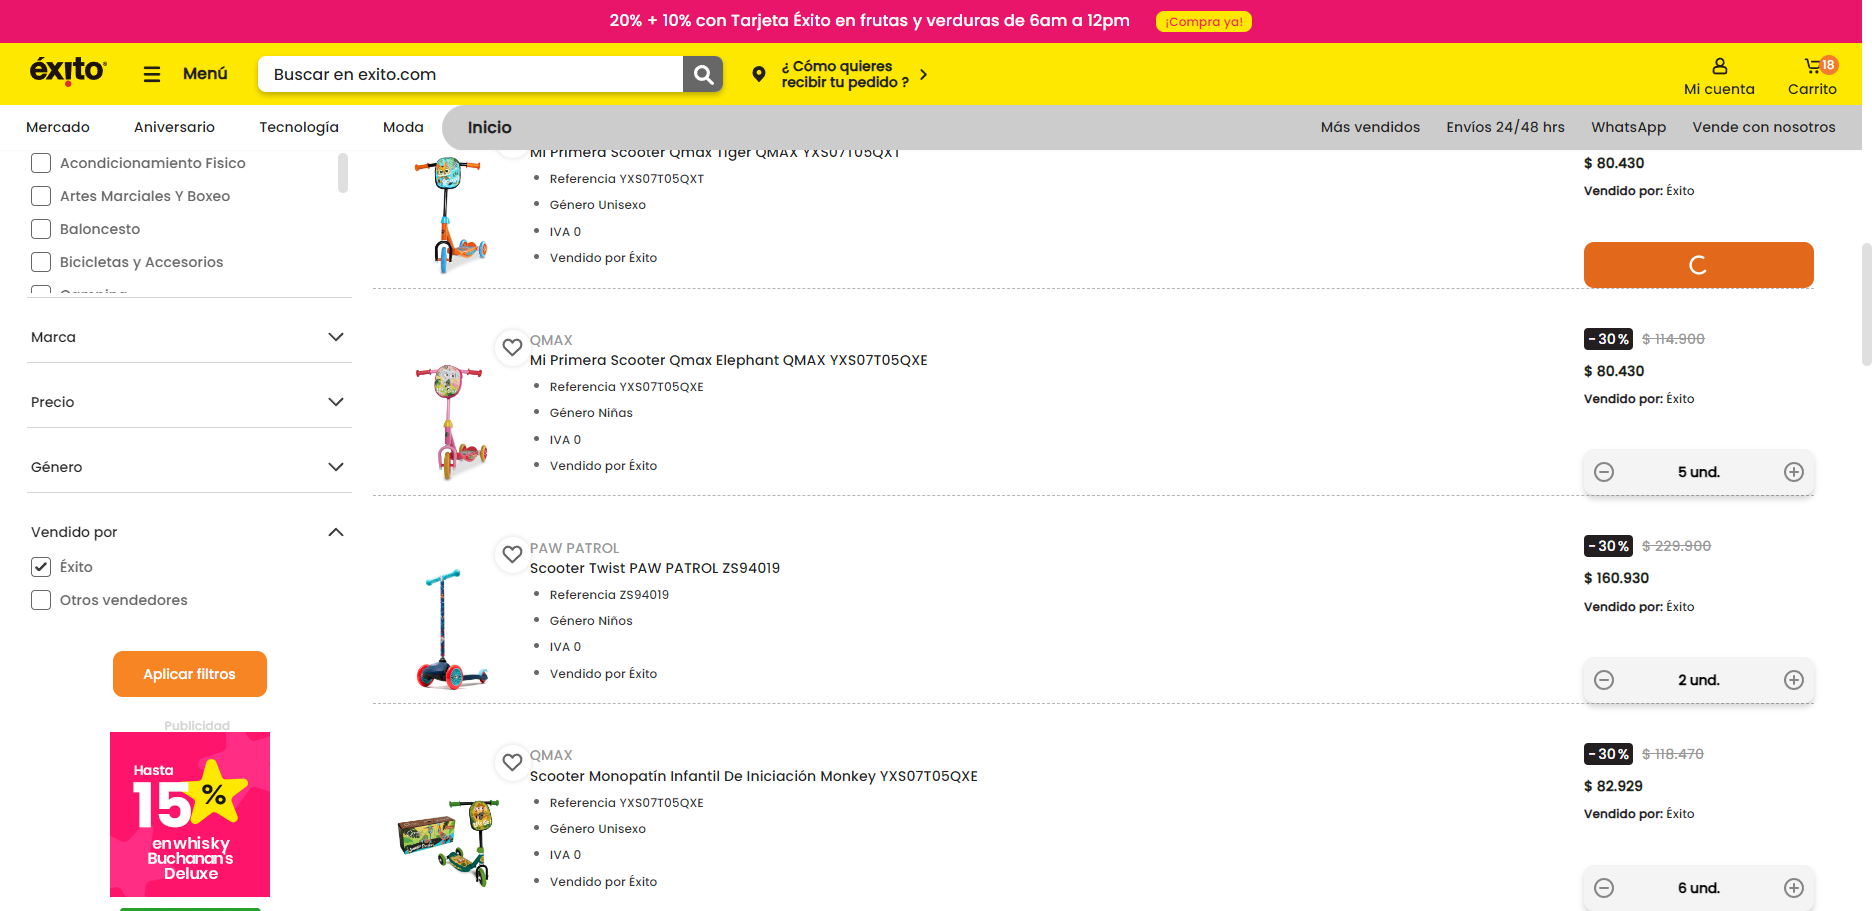 20% + 10% con Tarjeta Éxito en frutas y verduras de 6am a 12pm
¡Compra ya!
éxito
Menú
Buscar en exito.com
¿ Cómo quieres
recibir tu pedido ?
Mi cuenta
18
Carrito
Mercado
Aniversario
Tecnología
Moda
Inicio
Más vendidos
Envíos 24/48 hrs
WhatsApp
Vende con nosotros
Acondicionamiento Fisico
Artes Marciales Y Boxeo
Baloncesto
Bicicletas y Accesorios
Camping
Marca
Precio
Género
Vendido por
Éxito
Otros vendedores
Aplicar filtros
Publicidad
Hasta
15%
en whisky
Buchanan's
Deluxe
Mi Primera Scooter Qmax Tiger QMAX YXS07T05QXT
Referencia YXS07T05QXT
Género Unisexo
IVA 0
Vendido por Éxito
$ 80.430
Vendido por: Éxito
QMAX
Mi Primera Scooter Qmax Elephant QMAX YXS07T05QXE
Referencia YXS07T05QXE
Género Niñas
IVA 0
Vendido por Éxito
-30% $ 114.900
$ 80.430
Vendido por: Éxito
5 und.
PAW PATROL
Scooter Twist PAW PATROL ZS94019
Referencia ZS94019
Género Niños
IVA 0
Vendido por Éxito
-30% $ 229.900
$ 160.930
Vendido por: Éxito
2 und.
QMAX
Scooter Monopatín Infantil De Iniciación Monkey YXS07T05QXE
Referencia YXS07T05QXE
Género Unisexo
IVA 0
Vendido por Éxito
-30% $ 118.470
$ 82.929
Vendido por: Éxito
6 und.